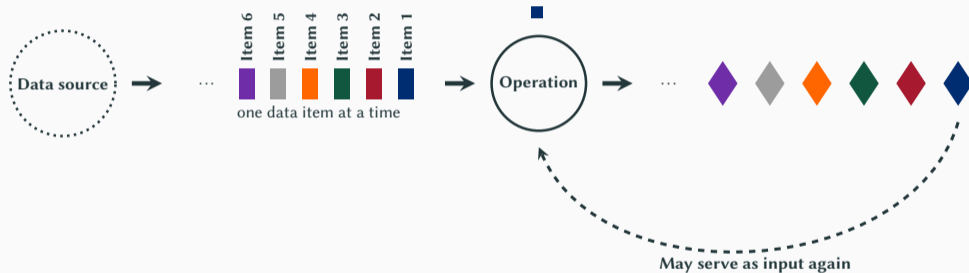 Data source
...
Item 6
Item 5
Item 4
Item 3
Item 2
Item 1
one data item at a time
Operation
...
May serve as input again